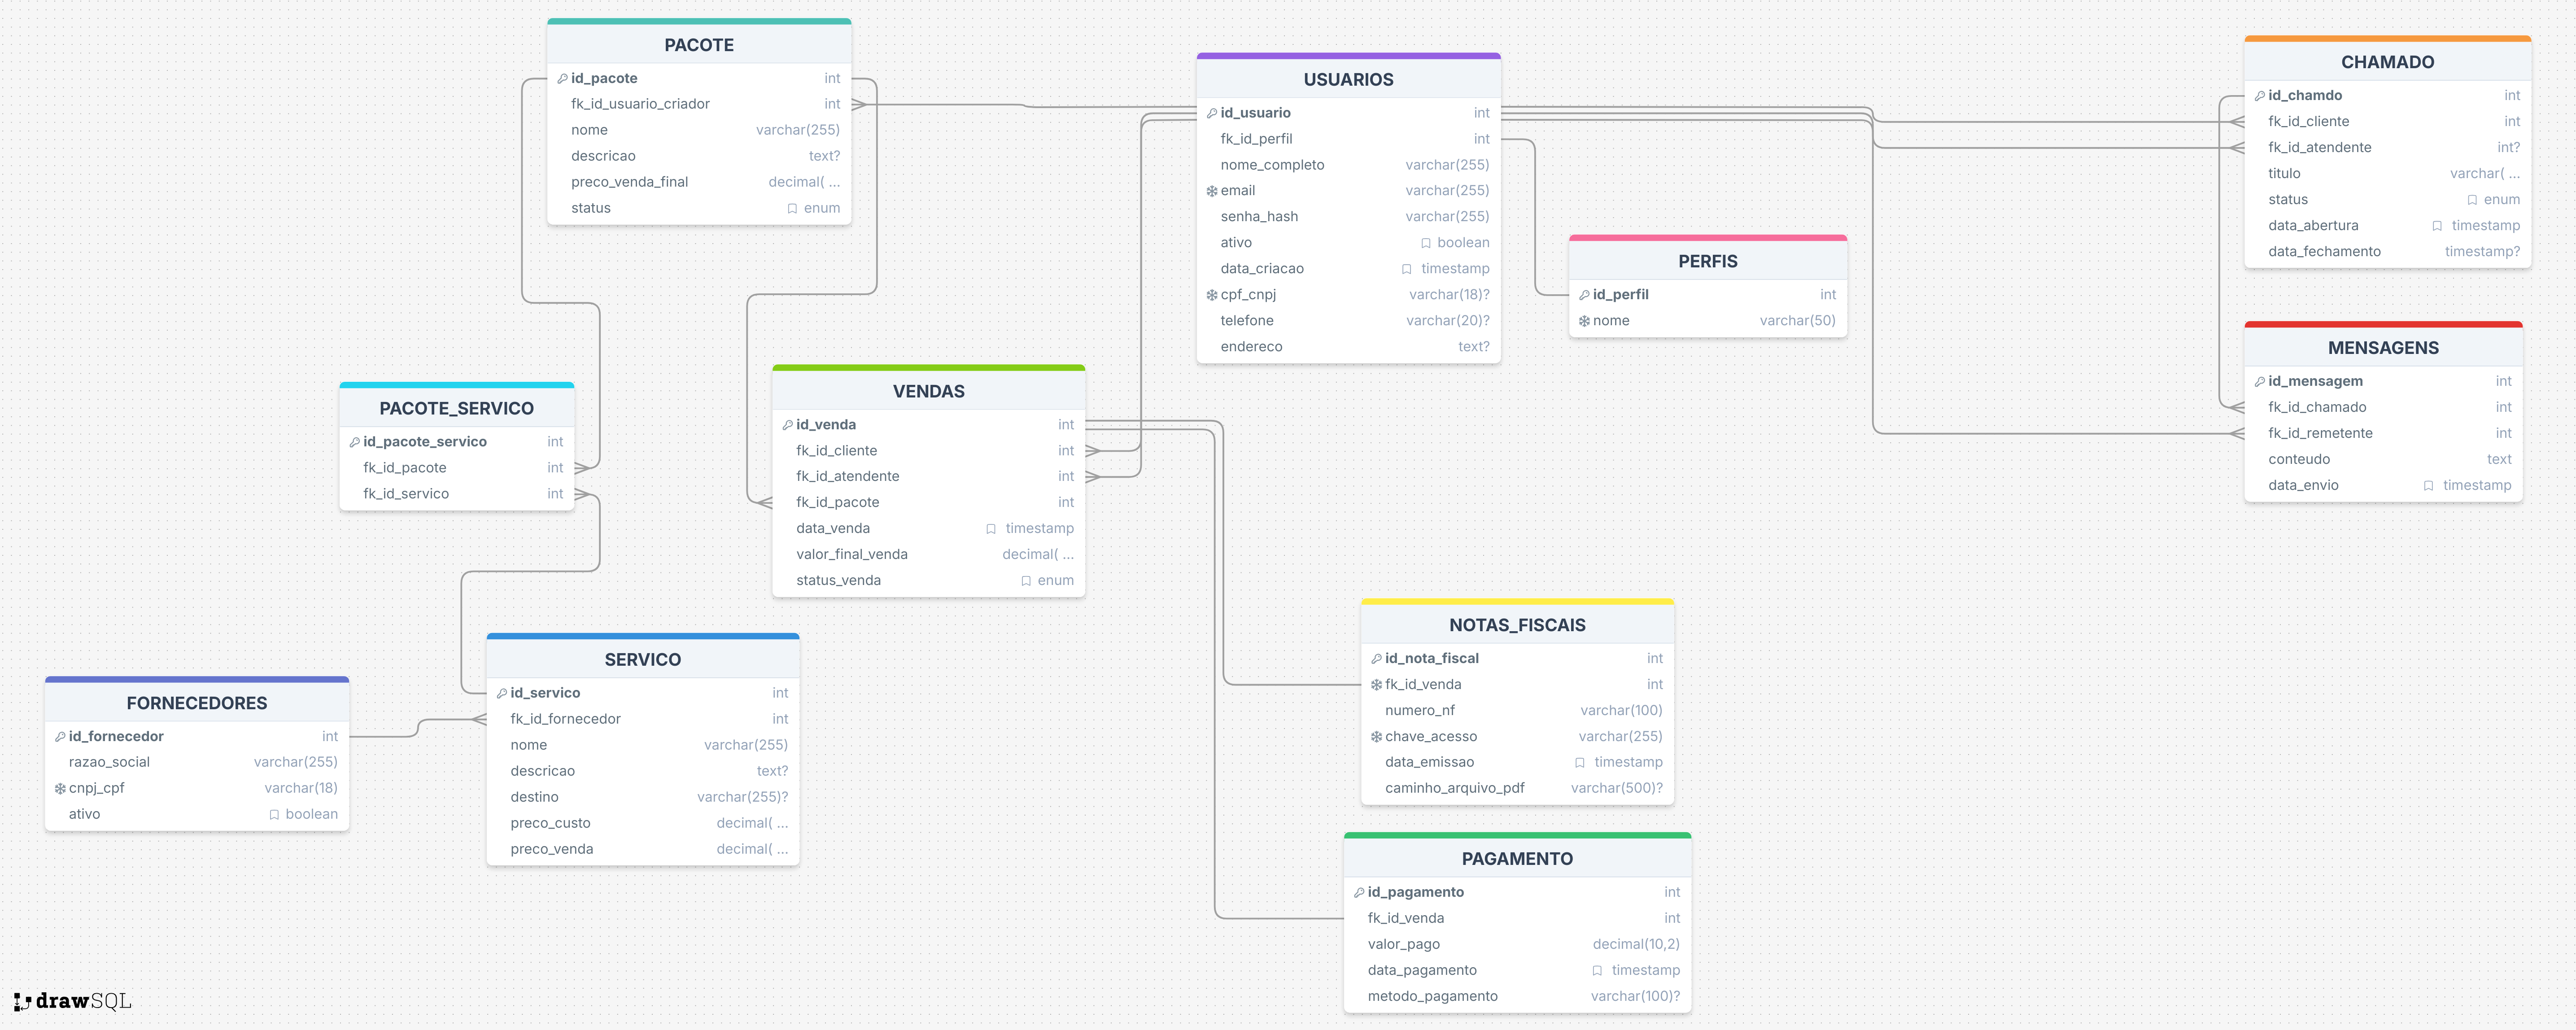 PACOTE
id_pacote int
fk_id_usuario_criador int
nome varchar(255)
descricao text?
preco_venda_final decimal( ...
status enum
USUARIOS
id_usuario int
fk_id_perfil int
nome_completo varchar(255)
email varchar(255)
senha_hash varchar(255)
ativo boolean
data_criacao timestamp
cpf_cnpj varchar(18)?
telefone varchar(20)?
endereco text?
CHAMADO
id_chamdo int
fk_id_cliente int
fk_id_atendente int?
titulo varchar( ...
status enum
data_abertura timestamp
data_fechamento timestamp?
PERFIS
id_perfil int
nome varchar(50)
MENSAGENS
id_mensagem int
fk_id_chamado int
fk_id_remetente int
conteudo text
data_envio timestamp
PACOTE_SERVICO
id_pacote_servico int
fk_id_pacote int
fk_id_servico int
VENDAS
id_venda int
fk_id_cliente int
fk_id_atendente int
fk_id_pacote int
data_venda timestamp
valor_final_venda decimal( ...
status_venda enum
NOTAS_FISCAIS
id_nota_fiscal int
fk_id_venda int
numero_nf varchar(100)
chave_acesso varchar(255)
data_emissao timestamp
caminho_arquivo_pdf varchar(500)?
FORNECEDORES
id_fornecedor int
razao_social varchar(255)
cnpj_cpf varchar(18)
ativo boolean
SERVICO
id_servico int
fk_id_fornecedor int
nome varchar(255)
descricao text?
destino varchar(255)?
preco_custo decimal( ...
preco_venda decimal( ...
PAGAMENTO
id_pagamento int
fk_id_venda int
valor_pago decimal(10,2)
data_pagamento timestamp
metodo_pagamento varchar(100)?
drawSQL